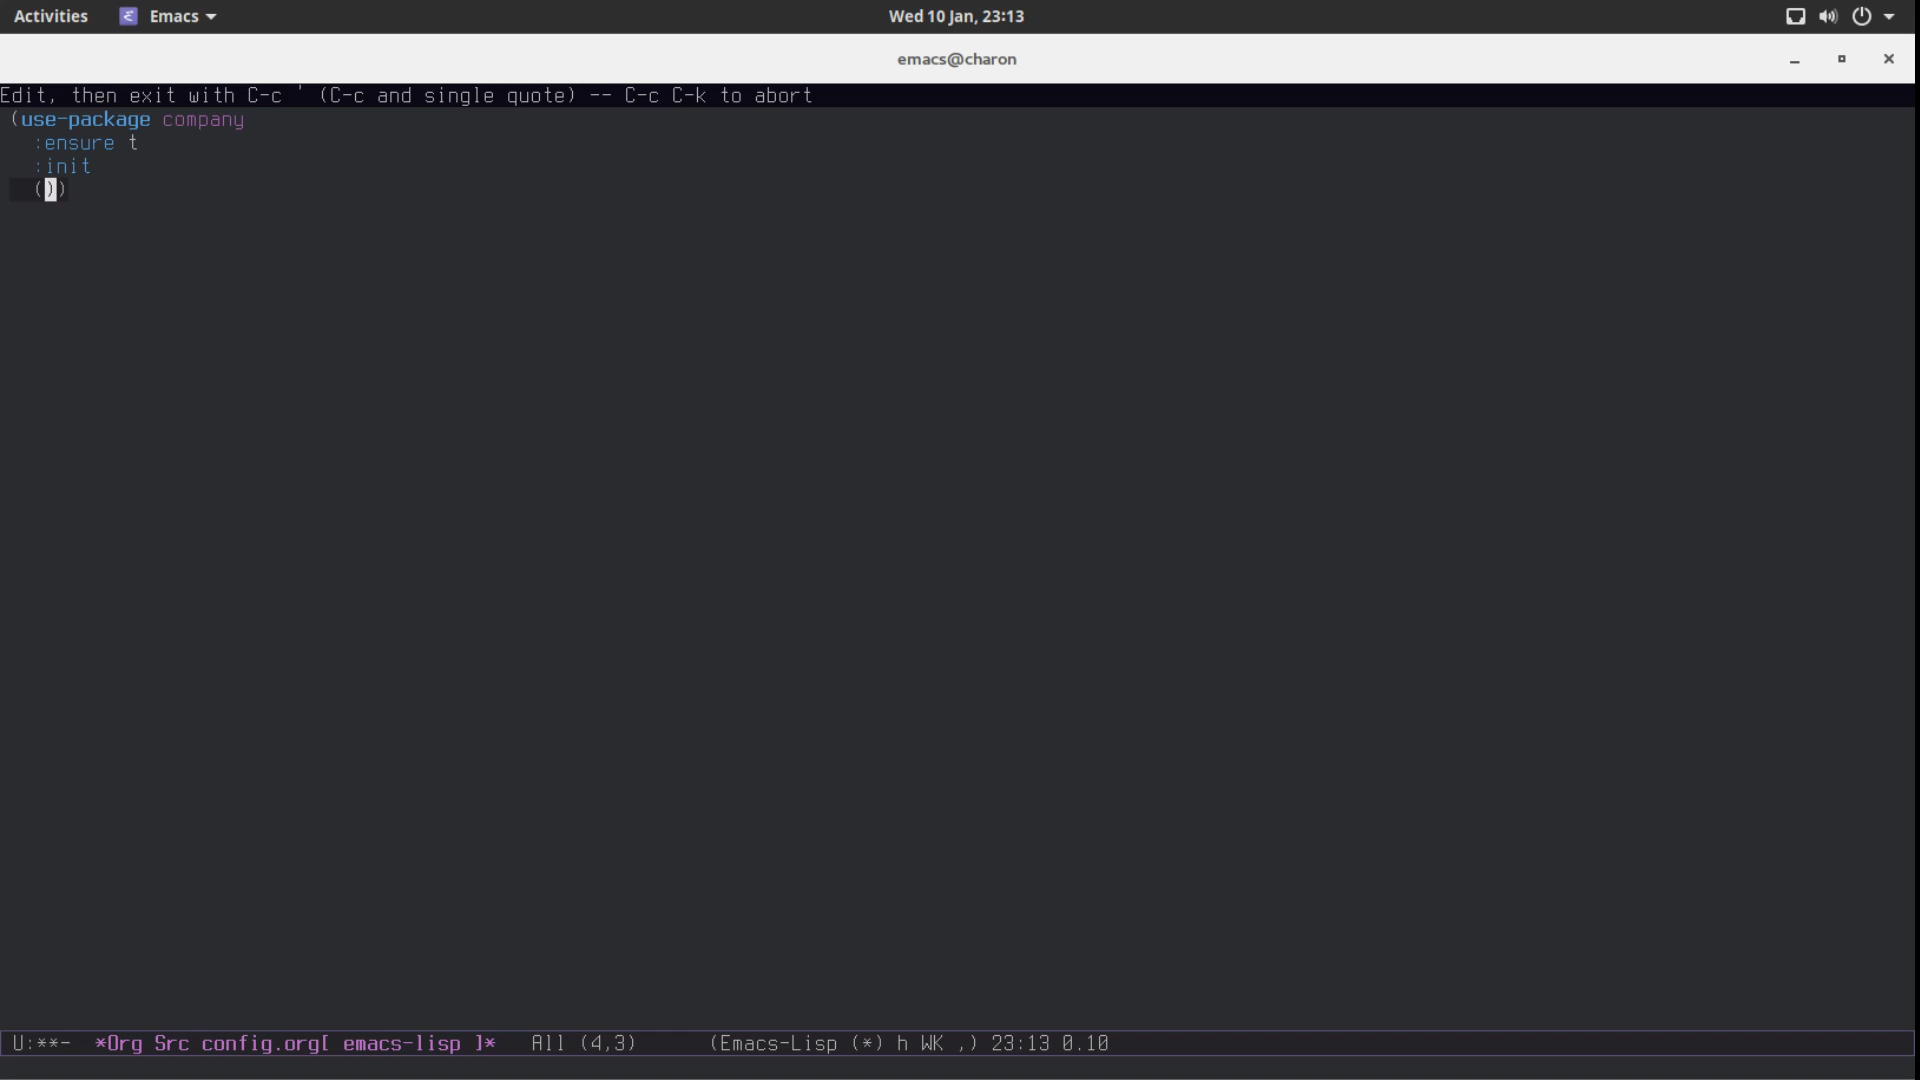 Activities Emacs Wed 10 Jan, 23:13
emacs@charon
Edit, then exit with C-c ' (C-c and single quote) -- C-c C-k to abort
(use-package company
  :ensure t
  :init
  ())
U:**-  *Org Src config.org[ emacs-lisp ]*   All (4,3)      (Emacs-Lisp (*) h WK ,) 23:13 0.10